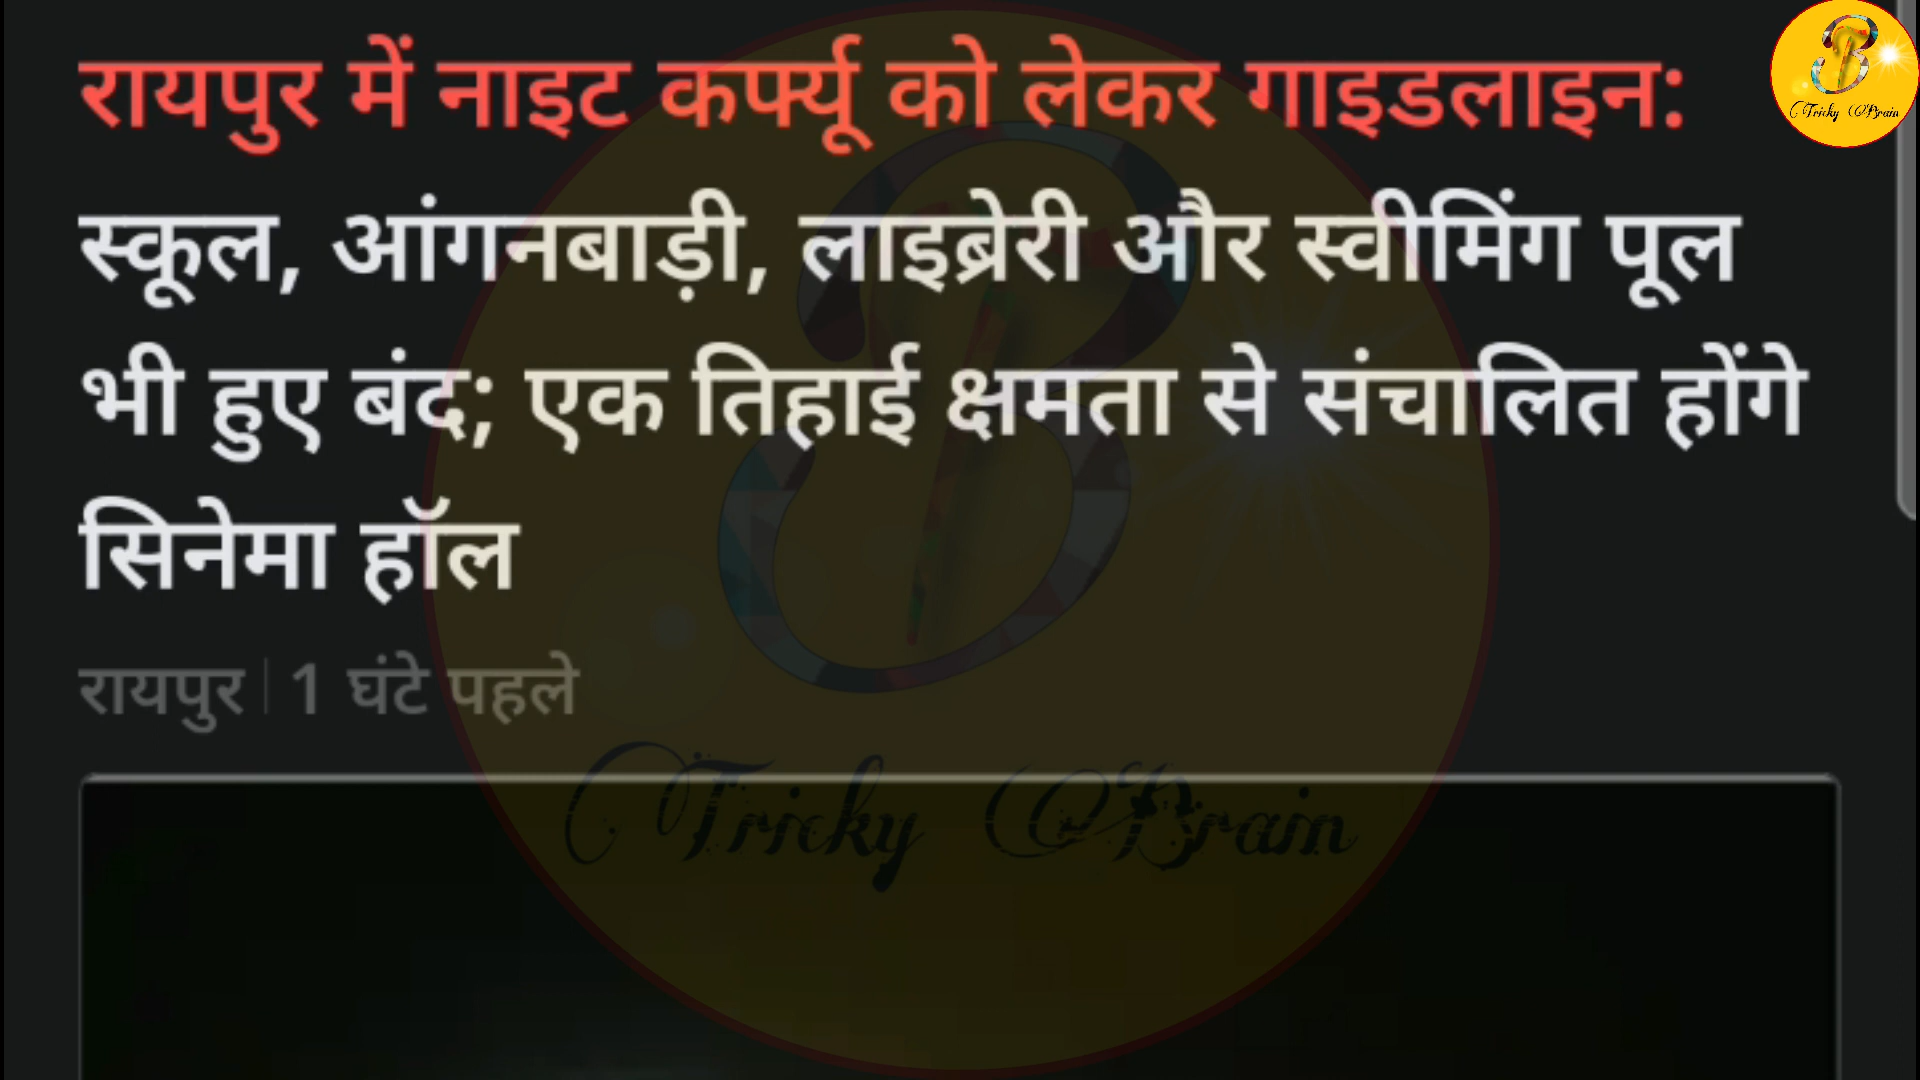 रायपुर में नाइट कर्फ्यू को लेकर गाइडलाइन:
स्कूल, आंगनबाड़ी, लाइब्रेरी और स्वीमिंग पूल
भी हुए बंद; एक तिहाई क्षमता से संचालित होंगे
सिनेमा हॉल
रायपुर | 1 घंटे पहले
Tricky Brain
Tricky Brain